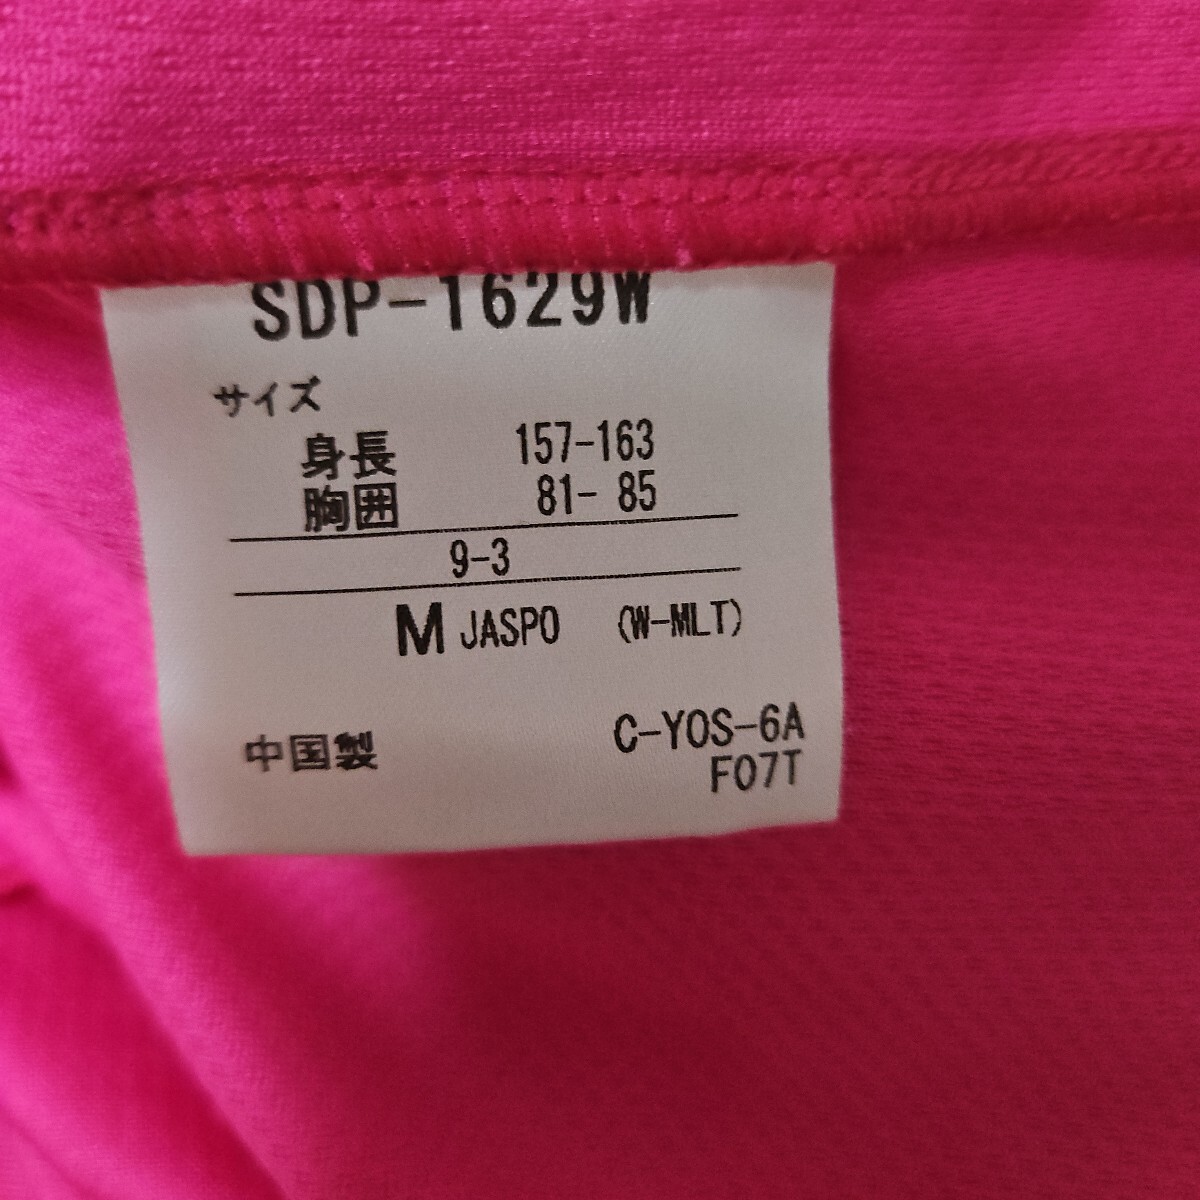 SDP-1629W
サイズ
身長 157-163
胸囲 81- 85
9-3
M JASPO (W-MLT)
中国製 C-YOS-6A
F07T